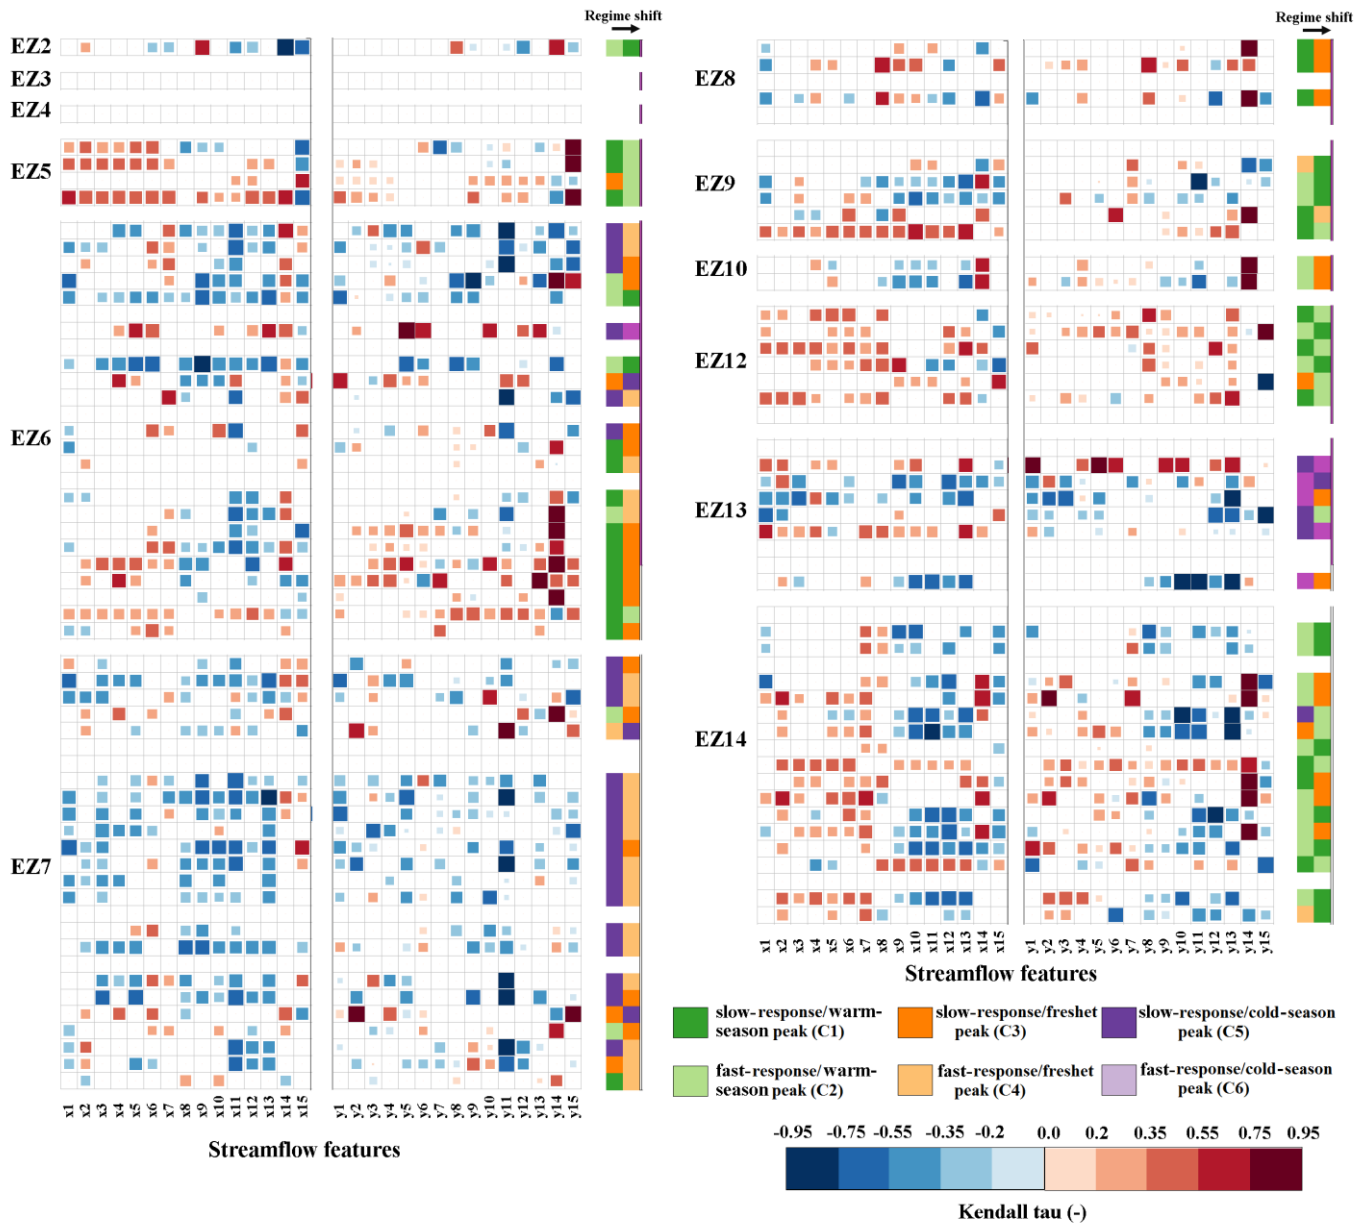 Regime shift
EZ2
EZ3
EZ4
EZ5
EZ6
EZ7
x1 x2 x3 x4 x5 x6 x7 x8 x9 x10 x11 x12 x13 x14 x15
y1 y2 y3 y4 y5 y6 y7 y8 y9 y10 y11 y12 y13 y14 y15
Streamflow features
Regime shift
EZ8
EZ9
EZ10
EZ12
EZ13
EZ14
x1 x2 x3 x4 x5 x6 x7 x8 x9 x10 x11 x12 x13 x14 x15
y1 y2 y3 y4 y5 y6 y7 y8 y9 y10 y11 y12 y13 y14 y15
Streamflow features
slow-response/warm-
season peak (C1)
slow-response/freshet
peak (C3)
slow-response/cold-season
peak (C5)
fast-response/warm-
season peak (C2)
fast-response/freshet
peak (C4)
fast-response/cold-season
peak (C6)
-0.95 -0.75 -0.55 -0.35 -0.2 0.0 0.2 0.35 0.55 0.75 0.95
Kendall tau (-)